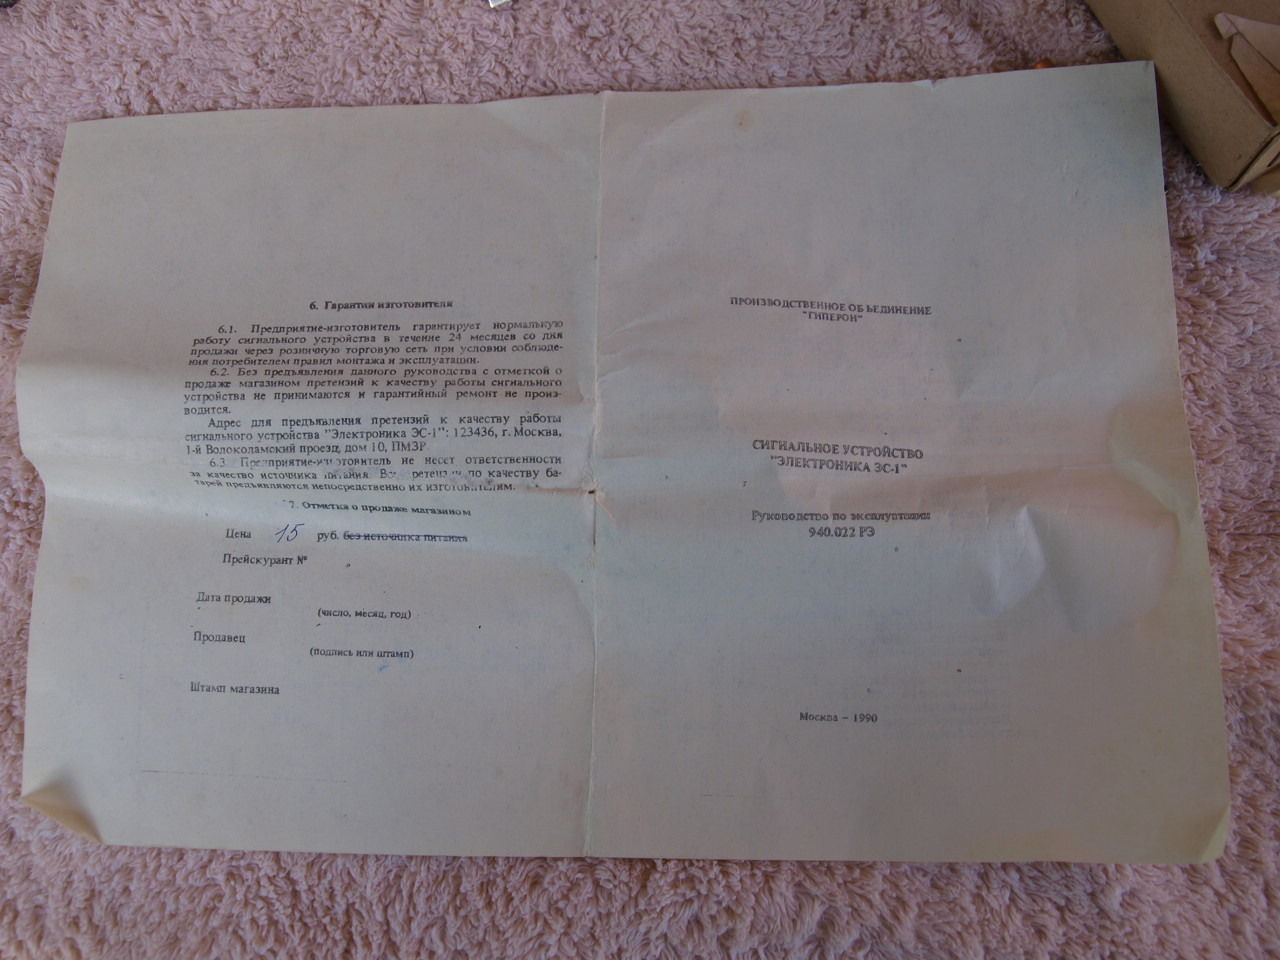 6. Гарантии изготовителя
6.1. Предприятие-изготовитель гарантирует нормальную
работу сигнального устройства в течение 24 месяцев со дня
продажи через розничную торговую сеть при условии соблюде-
ния потребителем правил монтажа и эксплуатации.
6.2. Без предъявления данного руководства с отметкой о
продаже магазином претензий к качеству работы сигнального
устройства не принимаются и гарантийный ремонт не произ-
водится.
Адрес для предъявления претензий к качеству работы
сигнального устройства "Электроника ЭС-1": 123436, г. Москва,
1-й Волоколамский проезд, дом 10, ПМЗР
6.3. Предприятие-изготовитель не несет ответственности
за качество источника питания. Все претензии по качеству ба-
тарей предъявляются непосредственно их изготовителям.
7. Отметка о продаже магазином
Цена 15 руб. без источника питания
Прейскурант №
Дата продажи
(число, месяц, год)
Продавец
(подпись или штамп)
Штамп магазина
ПРОИЗВОДСТВЕННОЕ ОБЪЕДИНЕНИЕ
"ГИПЕРОН"
СИГНАЛЬНОЕ УСТРОЙСТВО
"ЭЛЕКТРОНИКА ЭС-1"
Руководство по эксплуатации
940.022 РЭ
Москва – 1990